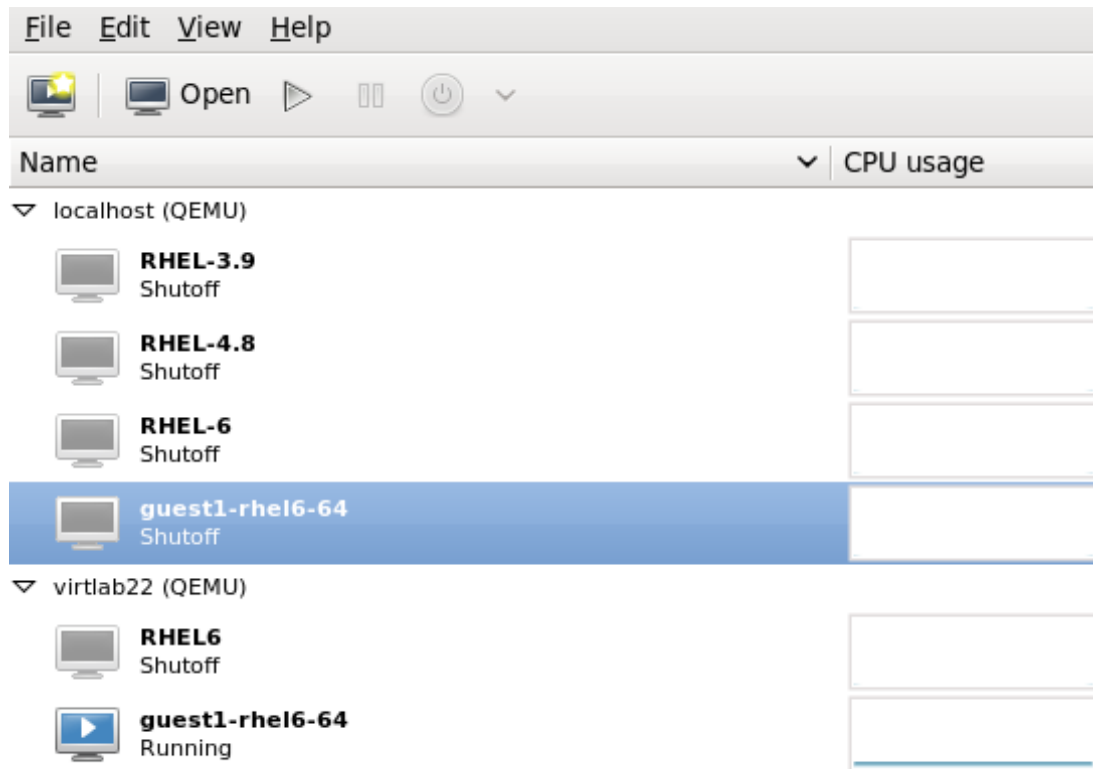 File Edit View Help
Open
Name CPU usage
localhost (QEMU)
RHEL-3.9
Shutoff
RHEL-4.8
Shutoff
RHEL-6
Shutoff
guest1-rhel6-64
Shutoff
virtlab22 (QEMU)
RHEL6
Shutoff
guest1-rhel6-64
Running